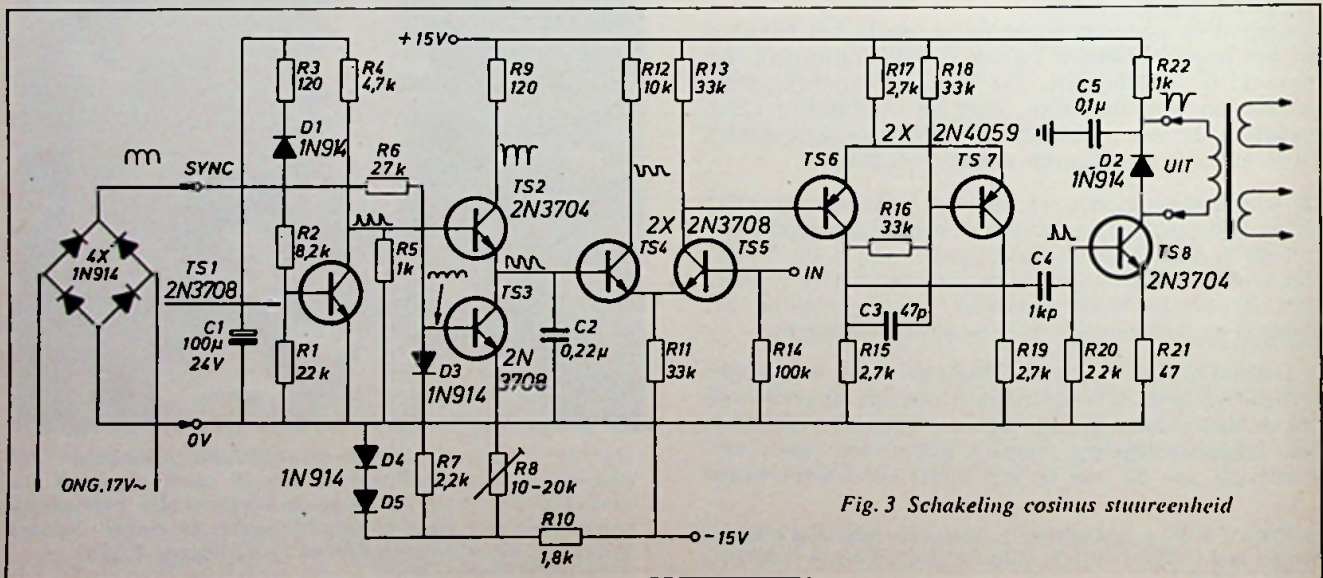 +15V
R3
120
R4
4,7k
R9
120
R12
10k
R13
33k
R17
2,7k
R18
33k
R22
1k
C5
0,1µ
D1
1N914
R6
27k
SYNC
TS2
2N3704
2X
2N4059
TS6
TS7
D2
1N914
UIT
4X
1N914
R2
8,2k
R5
1k
TS1
2N3708
TS3
TS4
2X
2N3708
TS5
R16
33k
C4
1kp
TS8
2N3704
IN
C1
100µ
24V
R1
22k
D3
1N914
2N
3708
C2
0,22µ
R11
33k
R14
100k
C3
47p
R15
2,7k
R19
2,7k
R20
22k
R21
47
0V
ONG.17V~
1N914
D4
D5
R7
2,2k
R8
10-20k
R10
1,8k
-15V
Fig. 3 Schakeling cosinus stuureenheid